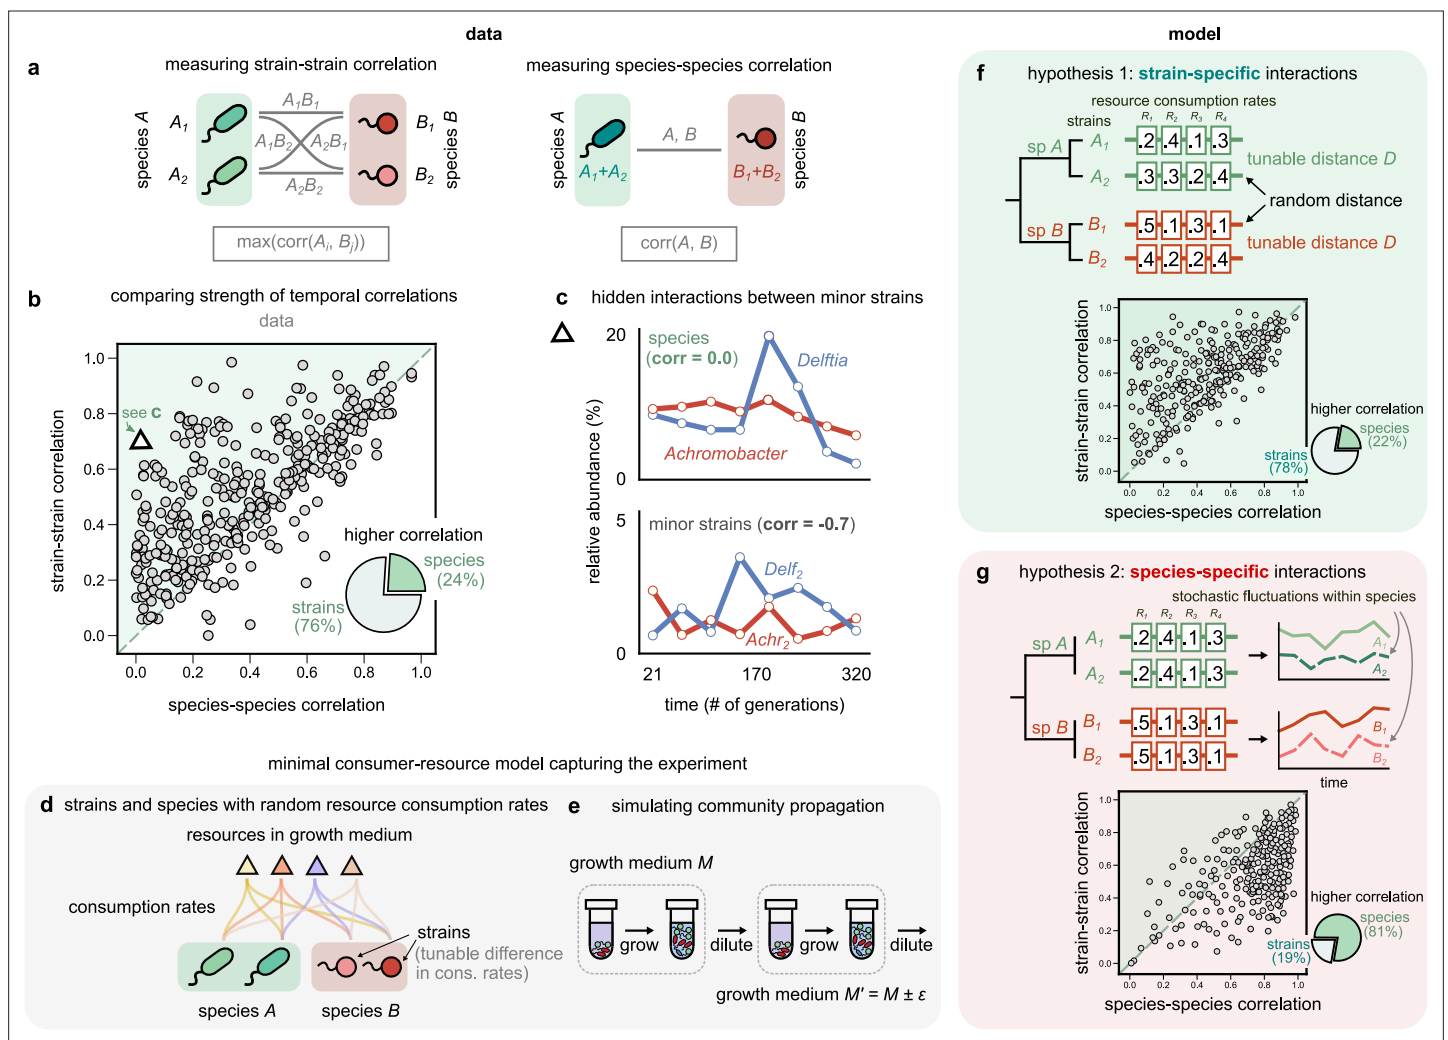 data
a
measuring strain-strain correlation
species A
A1
A2
A1B1
A1B2
A2B1
A2B2
B1
B2
species B
max(corr(Ai, Bj))
measuring species-species correlation
species A
A1+A2
A, B
B1+B2
species B
corr(A, B)
b
comparing strength of temporal correlations
data
strain-strain correlation
1.0
0.8
0.6
0.4
0.2
0.0
see c
higher correlation
species
(24%)
strains
(76%)
0.0
0.2
0.4
0.6
0.8
1.0
species-species correlation
c
hidden interactions between minor strains
relative abundance (%)
20
0
species
(corr = 0.0)
Delftia
Achromobacter
5
0
minor strains (corr = -0.7)
Delf2
Achr2
21
170
320
time (# of generations)
minimal consumer-resource model capturing the experiment
d
strains and species with random resource consumption rates
resources in growth medium
consumption rates
strains
(tunable difference
in cons. rates)
species A
species B
e
simulating community propagation
growth medium M
grow
dilute
grow
dilute
growth medium M' = M ± ε
model
f
hypothesis 1: strain-specific interactions
resource consumption rates
strains
R1
R2
R3
R4
sp A
A1
.2
.4
.1
.3
A2
.3
.3
.2
.4
tunable distance D
random distance
sp B
B1
.5
.1
.3
.1
B2
.4
.2
.2
.4
tunable distance D
strain-strain correlation
1.0
0.8
0.6
0.4
0.2
0.0
0.0
0.2
0.4
0.6
0.8
1.0
species-species correlation
higher correlation
species
(22%)
strains
(78%)
g
hypothesis 2: species-specific interactions
stochastic fluctuations within species
R1
R2
R3
R4
sp A
A1
.2
.4
.1
.3
A2
.2
.4
.1
.3
A1
A2
sp B
B1
.5
.1
.3
.1
B2
.5
.1
.3
.1
B1
B2
time
strain-strain correlation
1.0
0.8
0.6
0.4
0.2
0.0
0.0
0.2
0.4
0.6
0.8
1.0
species-species correlation
higher correlation
species
(81%)
strains
(19%)